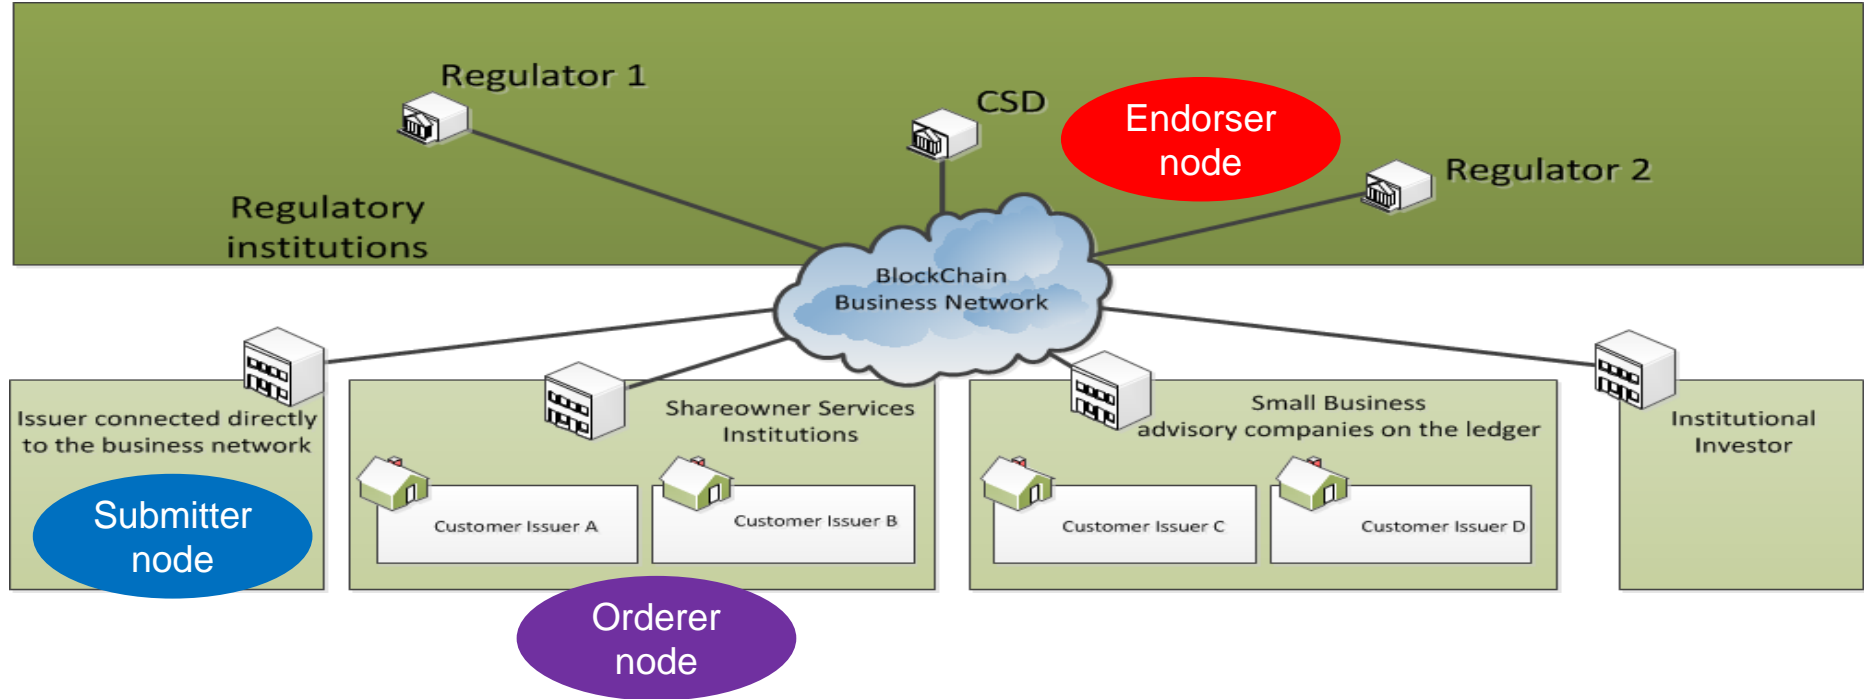 Regulator 1
CSD
Endorser
node
Regulator 2
Regulatory
institutions
BlockChain
Business Network
Issuer connected directly
to the business network
Shareowner Services
Institutions
Small Business
advisory companies on the ledger
Institutional
Investor
Submitter
node
Customer Issuer A
Customer Issuer B
Customer Issuer C
Customer Issuer D
Orderer
node